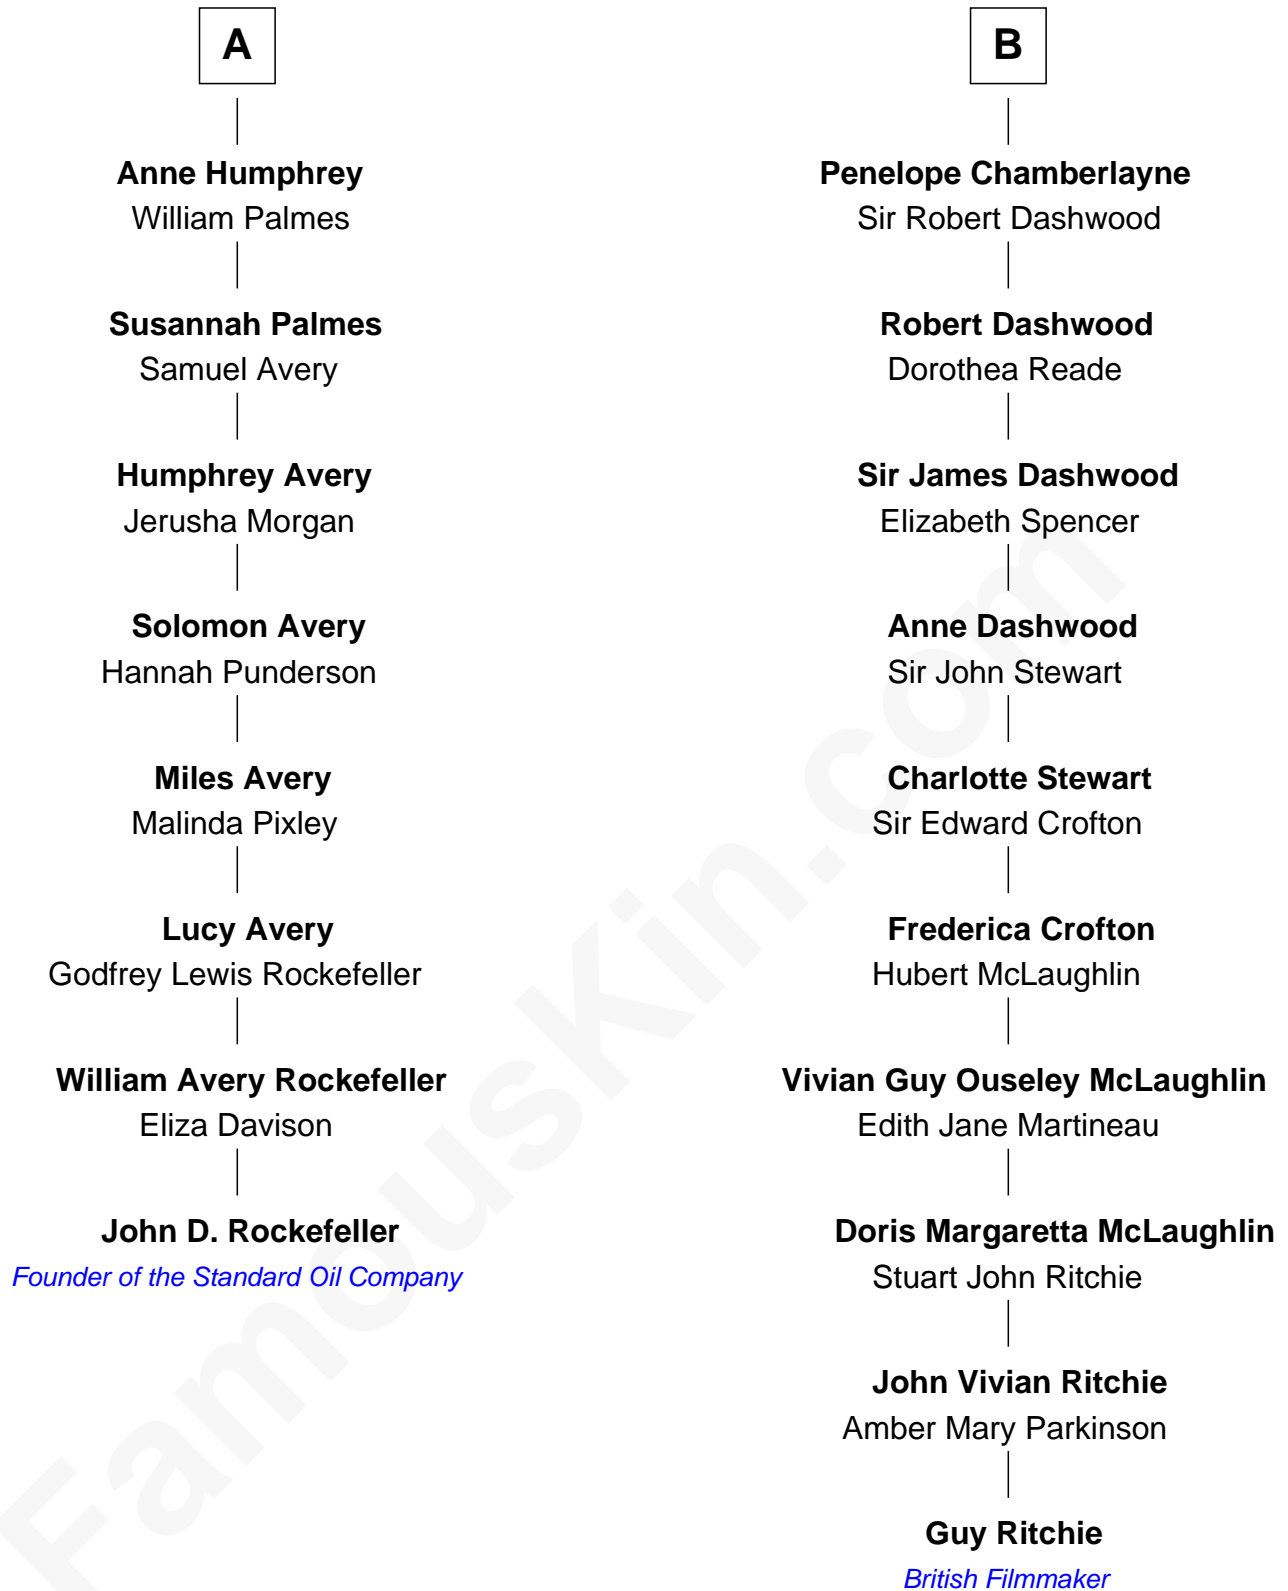 A
Anne Humphrey
William Palmes
Susannah Palmes
Samuel Avery
Humphrey Avery
Jerusha Morgan
Solomon Avery
Hannah Punderson
Miles Avery
Malinda Pixley
Lucy Avery
Godfrey Lewis Rockefeller
William Avery Rockefeller
Eliza Davison
John D. Rockefeller
Founder of the Standard Oil Company
B
Penelope Chamberlayne
Sir Robert Dashwood
Robert Dashwood
Dorothea Reade
Sir James Dashwood
Elizabeth Spencer
Anne Dashwood
Sir John Stewart
Charlotte Stewart
Sir Edward Crofton
Frederica Crofton
Hubert McLaughlin
Vivian Guy Ouseley McLaughlin
Edith Jane Martineau
Doris Margaretta McLaughlin
Stuart John Ritchie
John Vivian Ritchie
Amber Mary Parkinson
Guy Ritchie
British Filmmaker
FamousKin.com